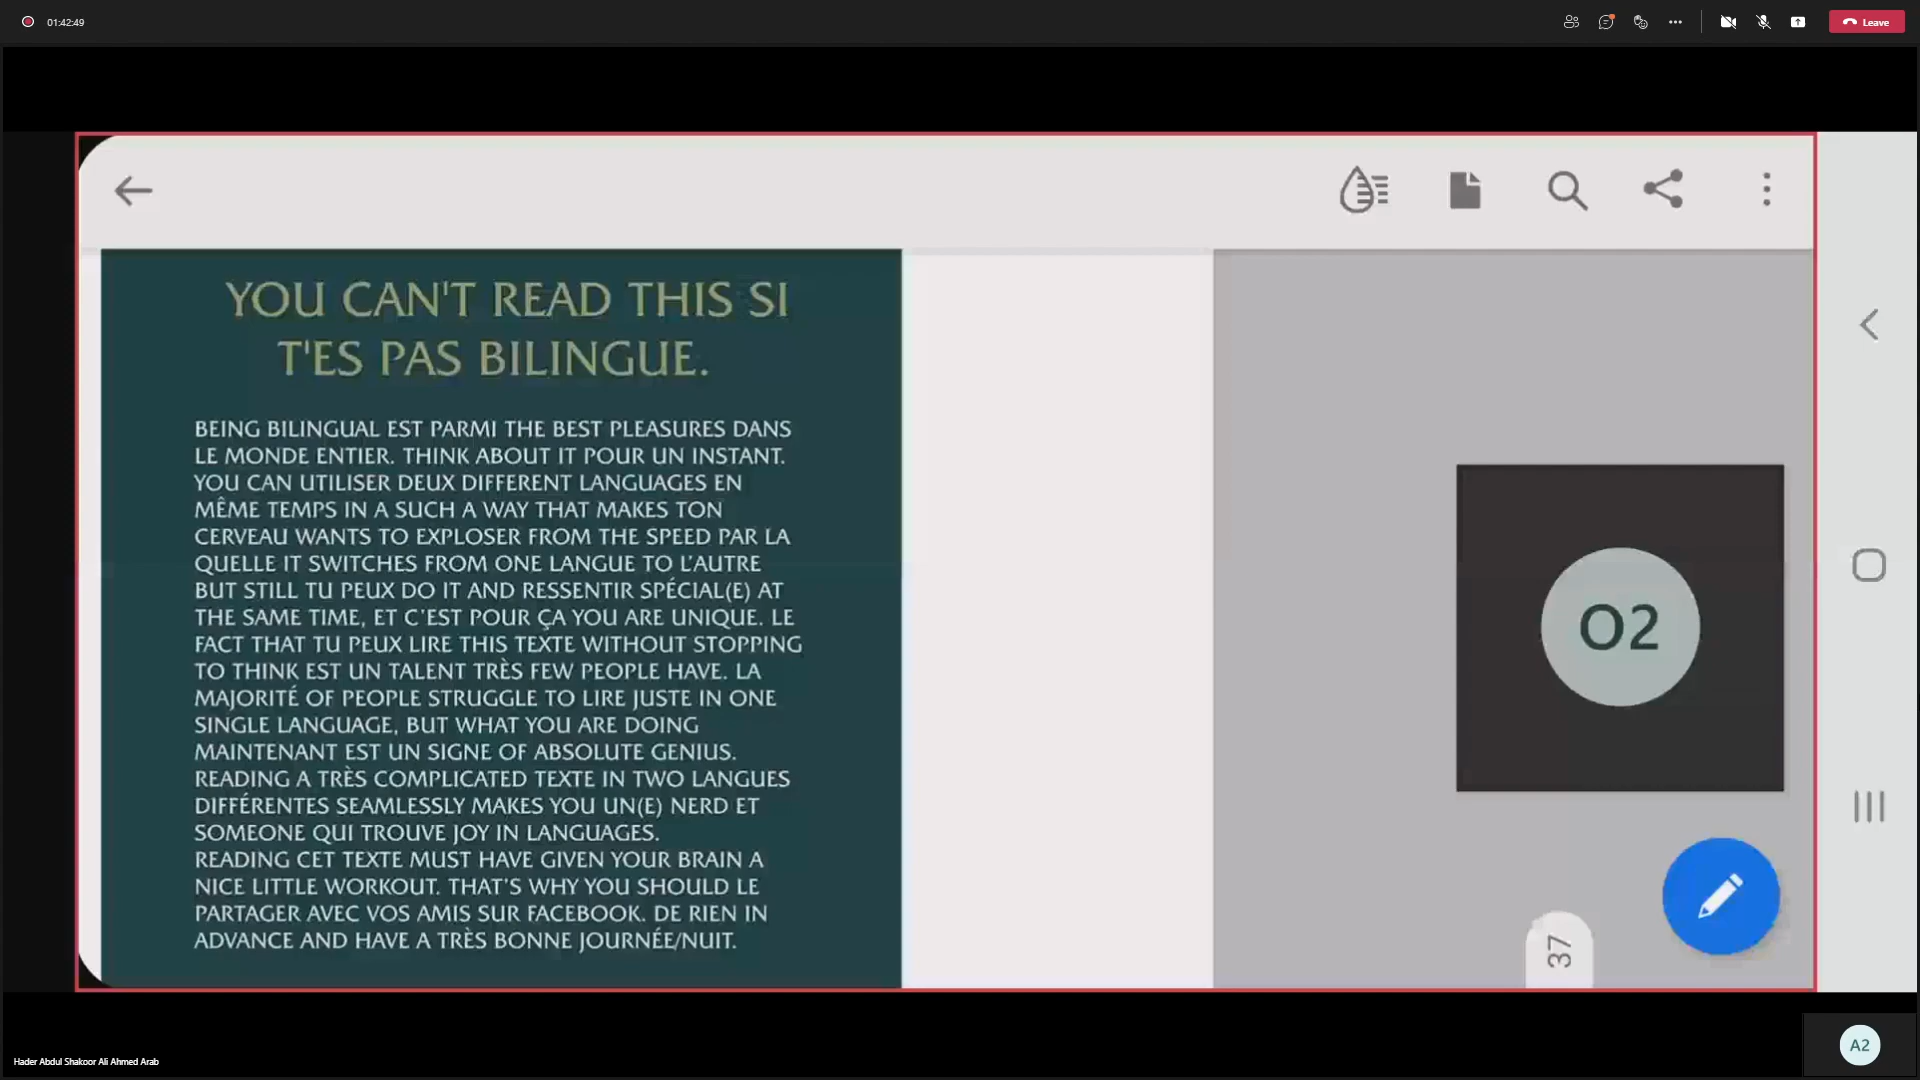 01:42:49
Leave
YOU CAN'T READ THIS SI
T'ES PAS BILINGUE.
BEING BILINGUAL EST PARMI THE BEST PLEASURES DANS
LE MONDE ENTIER. THINK ABOUT IT POUR UN INSTANT.
YOU CAN UTILISER DEUX DIFFERENT LANGUAGES EN
MÊME TEMPS IN A SUCH A WAY THAT MAKES TON
CERVEAU WANTS TO EXPLOSER FROM THE SPEED PAR LA
QUELLE IT SWITCHES FROM ONE LANGUE TO L'AUTRE
BUT STILL TU PEUX DO IT AND RESSENTIR SPÉCIAL(E) AT
THE SAME TIME, ET C'EST POUR ÇA YOU ARE UNIQUE. LE
FACT THAT TU PEUX LIRE THIS TEXTE WITHOUT STOPPING
TO THINK EST UN TALENT TRÈS FEW PEOPLE HAVE. LA
MAJORITÉ OF PEOPLE STRUGGLE TO LIRE JUSTE IN ONE
SINGLE LANGUAGE, BUT WHAT YOU ARE DOING
MAINTENANT EST UN SIGNE OF ABSOLUTE GENIUS.
READING A TRÈS COMPLICATED TEXTE IN TWO LANGUES
DIFFÉRENTES SEAMLESSLY MAKES YOU UN(E) NERD ET
SOMEONE QUI TROUVE JOY IN LANGUAGES.
READING CET TEXTE MUST HAVE GIVEN YOUR BRAIN A
NICE LITTLE WORKOUT. THAT'S WHY YOU SHOULD LE
PARTAGER AVEC VOS AMIS SUR FACEBOOK. DE RIEN IN
ADVANCE AND HAVE A TRÈS BONNE JOURNÉE/NUIT.
O2
37
Hader Abdul Shakoor Ali Ahmed Arab
A2